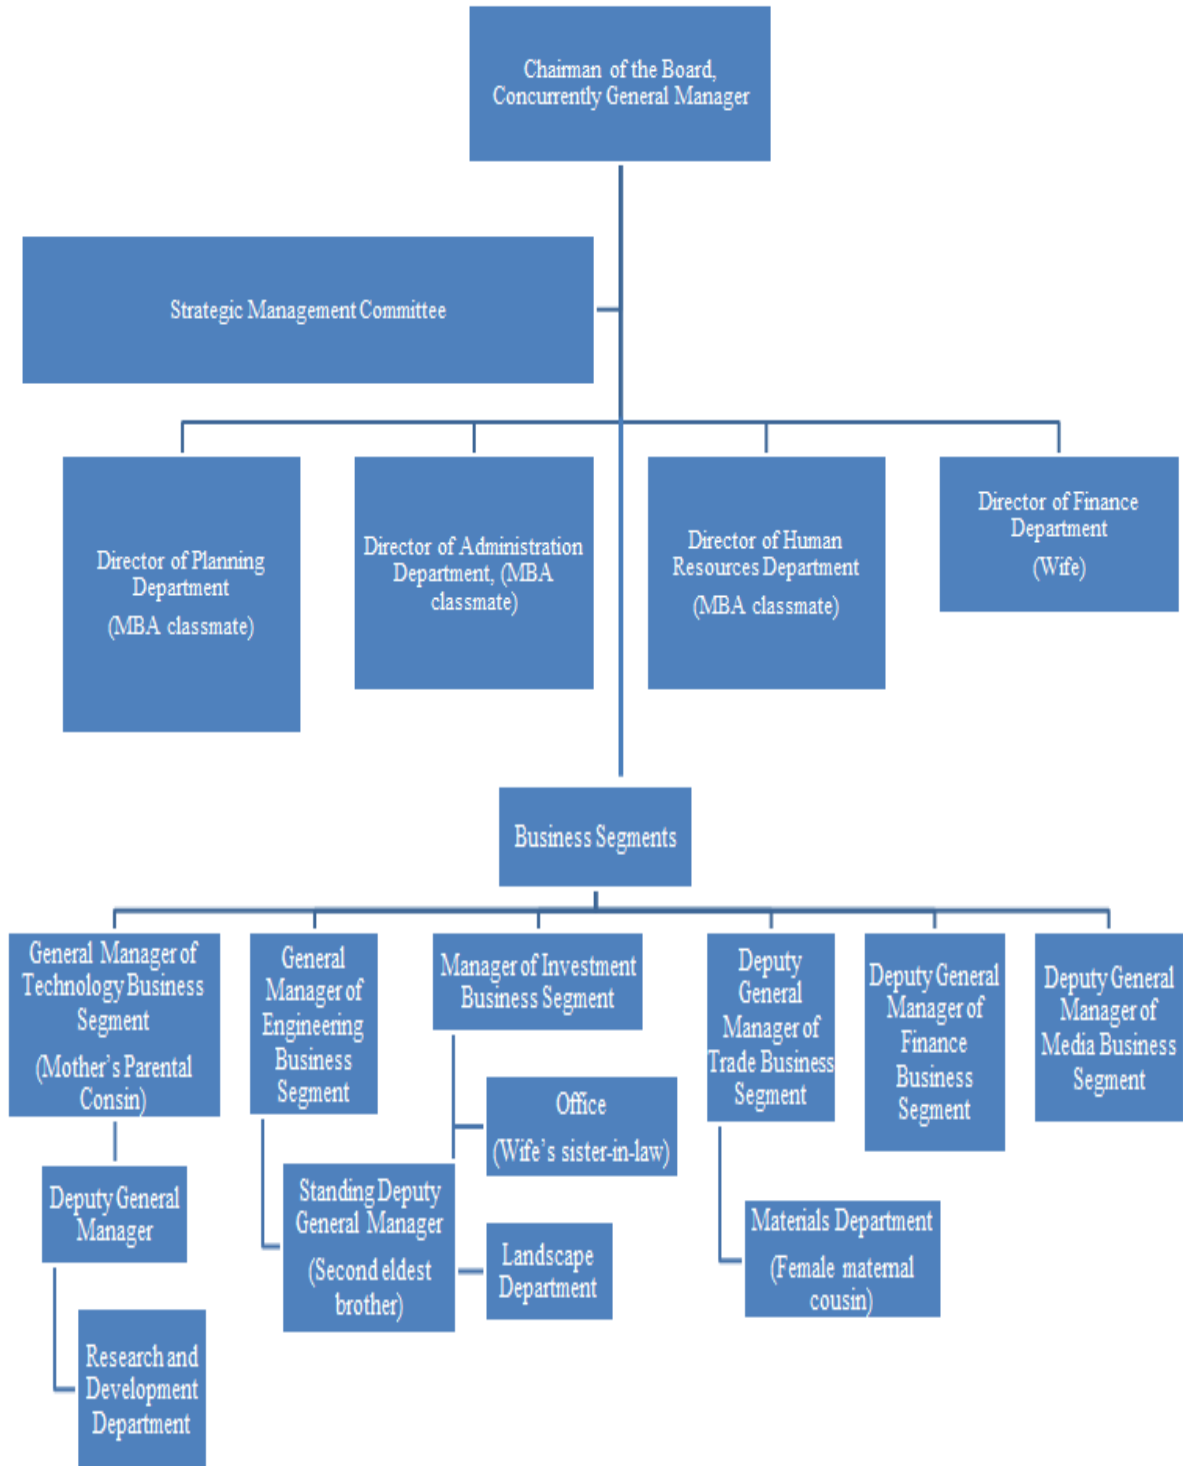 Chairman of the Board,
Concurrently General Manager
Strategic Management Committee
Director of Planning
Department
(MBA classmate)
Director of Administration
Department, (MBA
classmate)
Director of Human
Resources Department
(MBA classmate)
Director of Finance
Department
(Wife)
Business Segments
General Manager of
Technology Business
Segment
(Mother's Parental
Consin)
General
Manager of
Engineering
Business
Segment
Manager of Investment
Business Segment
Deputy
General
Manager of
Trade Business
Segment
Deputy General
Manager of
Finance
Business
Segment
Deputy General
Manager of
Media Business
Segment
Office
(Wife's sister-in-law)
Deputy General
Manager
Standing Deputy
General Manager
(Second eldest
brother)
Landscape
Department
Materials Department
(Female maternal
cousin)
Research and
Development
Department